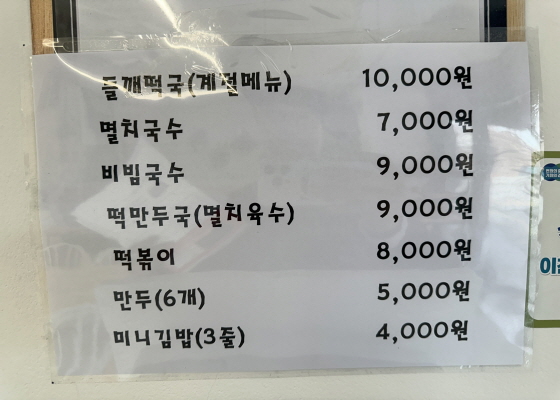 들깨떡국(계절메뉴) 10,000원
멸치국수 7,000원
비빔국수 9,000원
떡만두국(멸치육수) 9,000원
떡볶이 8,000원
만두(6개) 5,000원
미니김밥(3줄) 4,000원